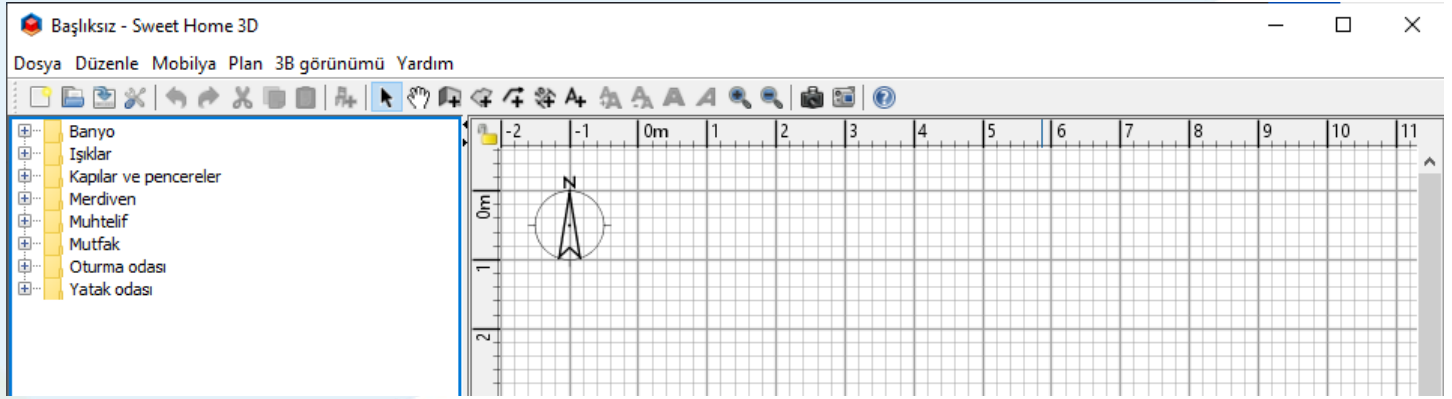 Başlıksız - Sweet Home 3D
Dosya Düzenle Mobilya Plan 3B görünümü Yardım
Banyo
Işıklar
Kapılar ve pencereler
Merdiven
Muhtelif
Mutfak
Oturma odası
Yatak odası
-2 -1 0m 1 2 3 4 5 6 7 8 9 10 11
N
0m
1
2